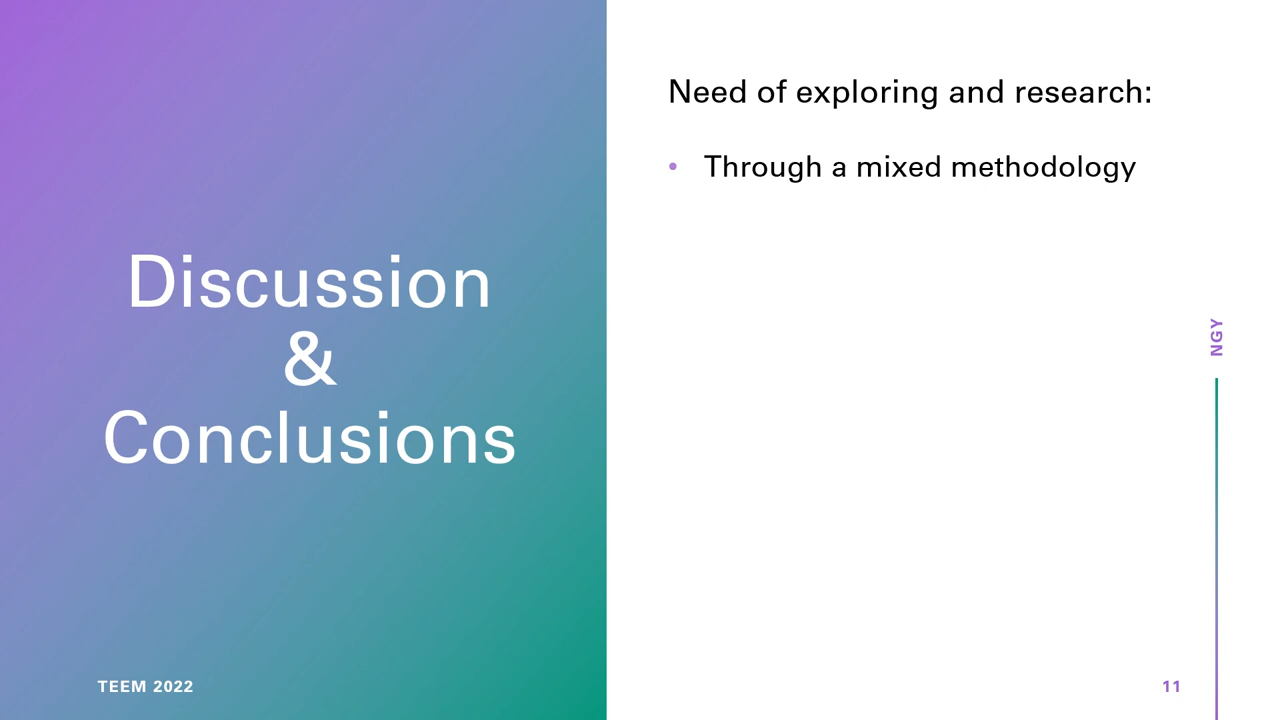 Discussion
&
Conclusions
TEEM 2022
Need of exploring and research:
• Through a mixed methodology
NGY
11